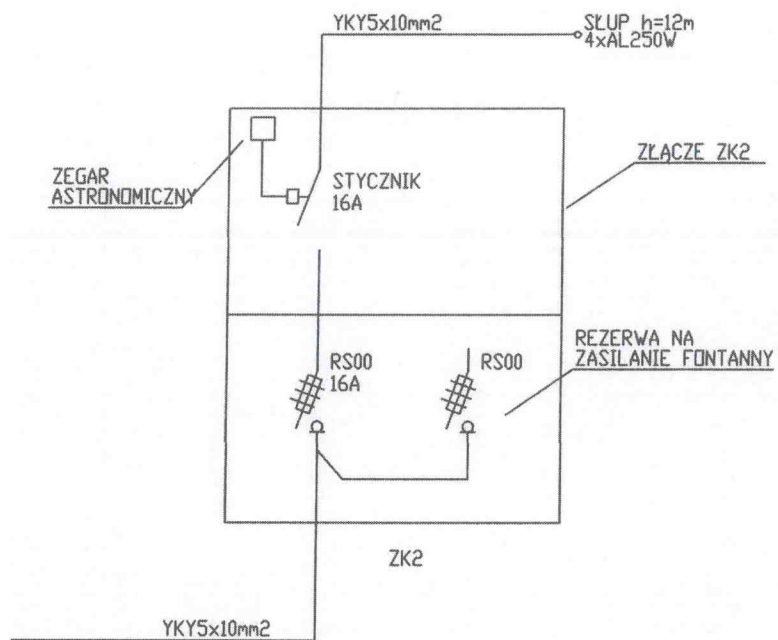 YKY5x10mm2
SŁUP h=12m
4xAL250W
ZEGAR
ASTRONOMICZNY
STYCZNIK
16A
ZŁĄCZE ZK2
RS00
16A
RS00
REZERWA NA
ZASILANIE FONTANNY
ZK2
YKY5x10mm2